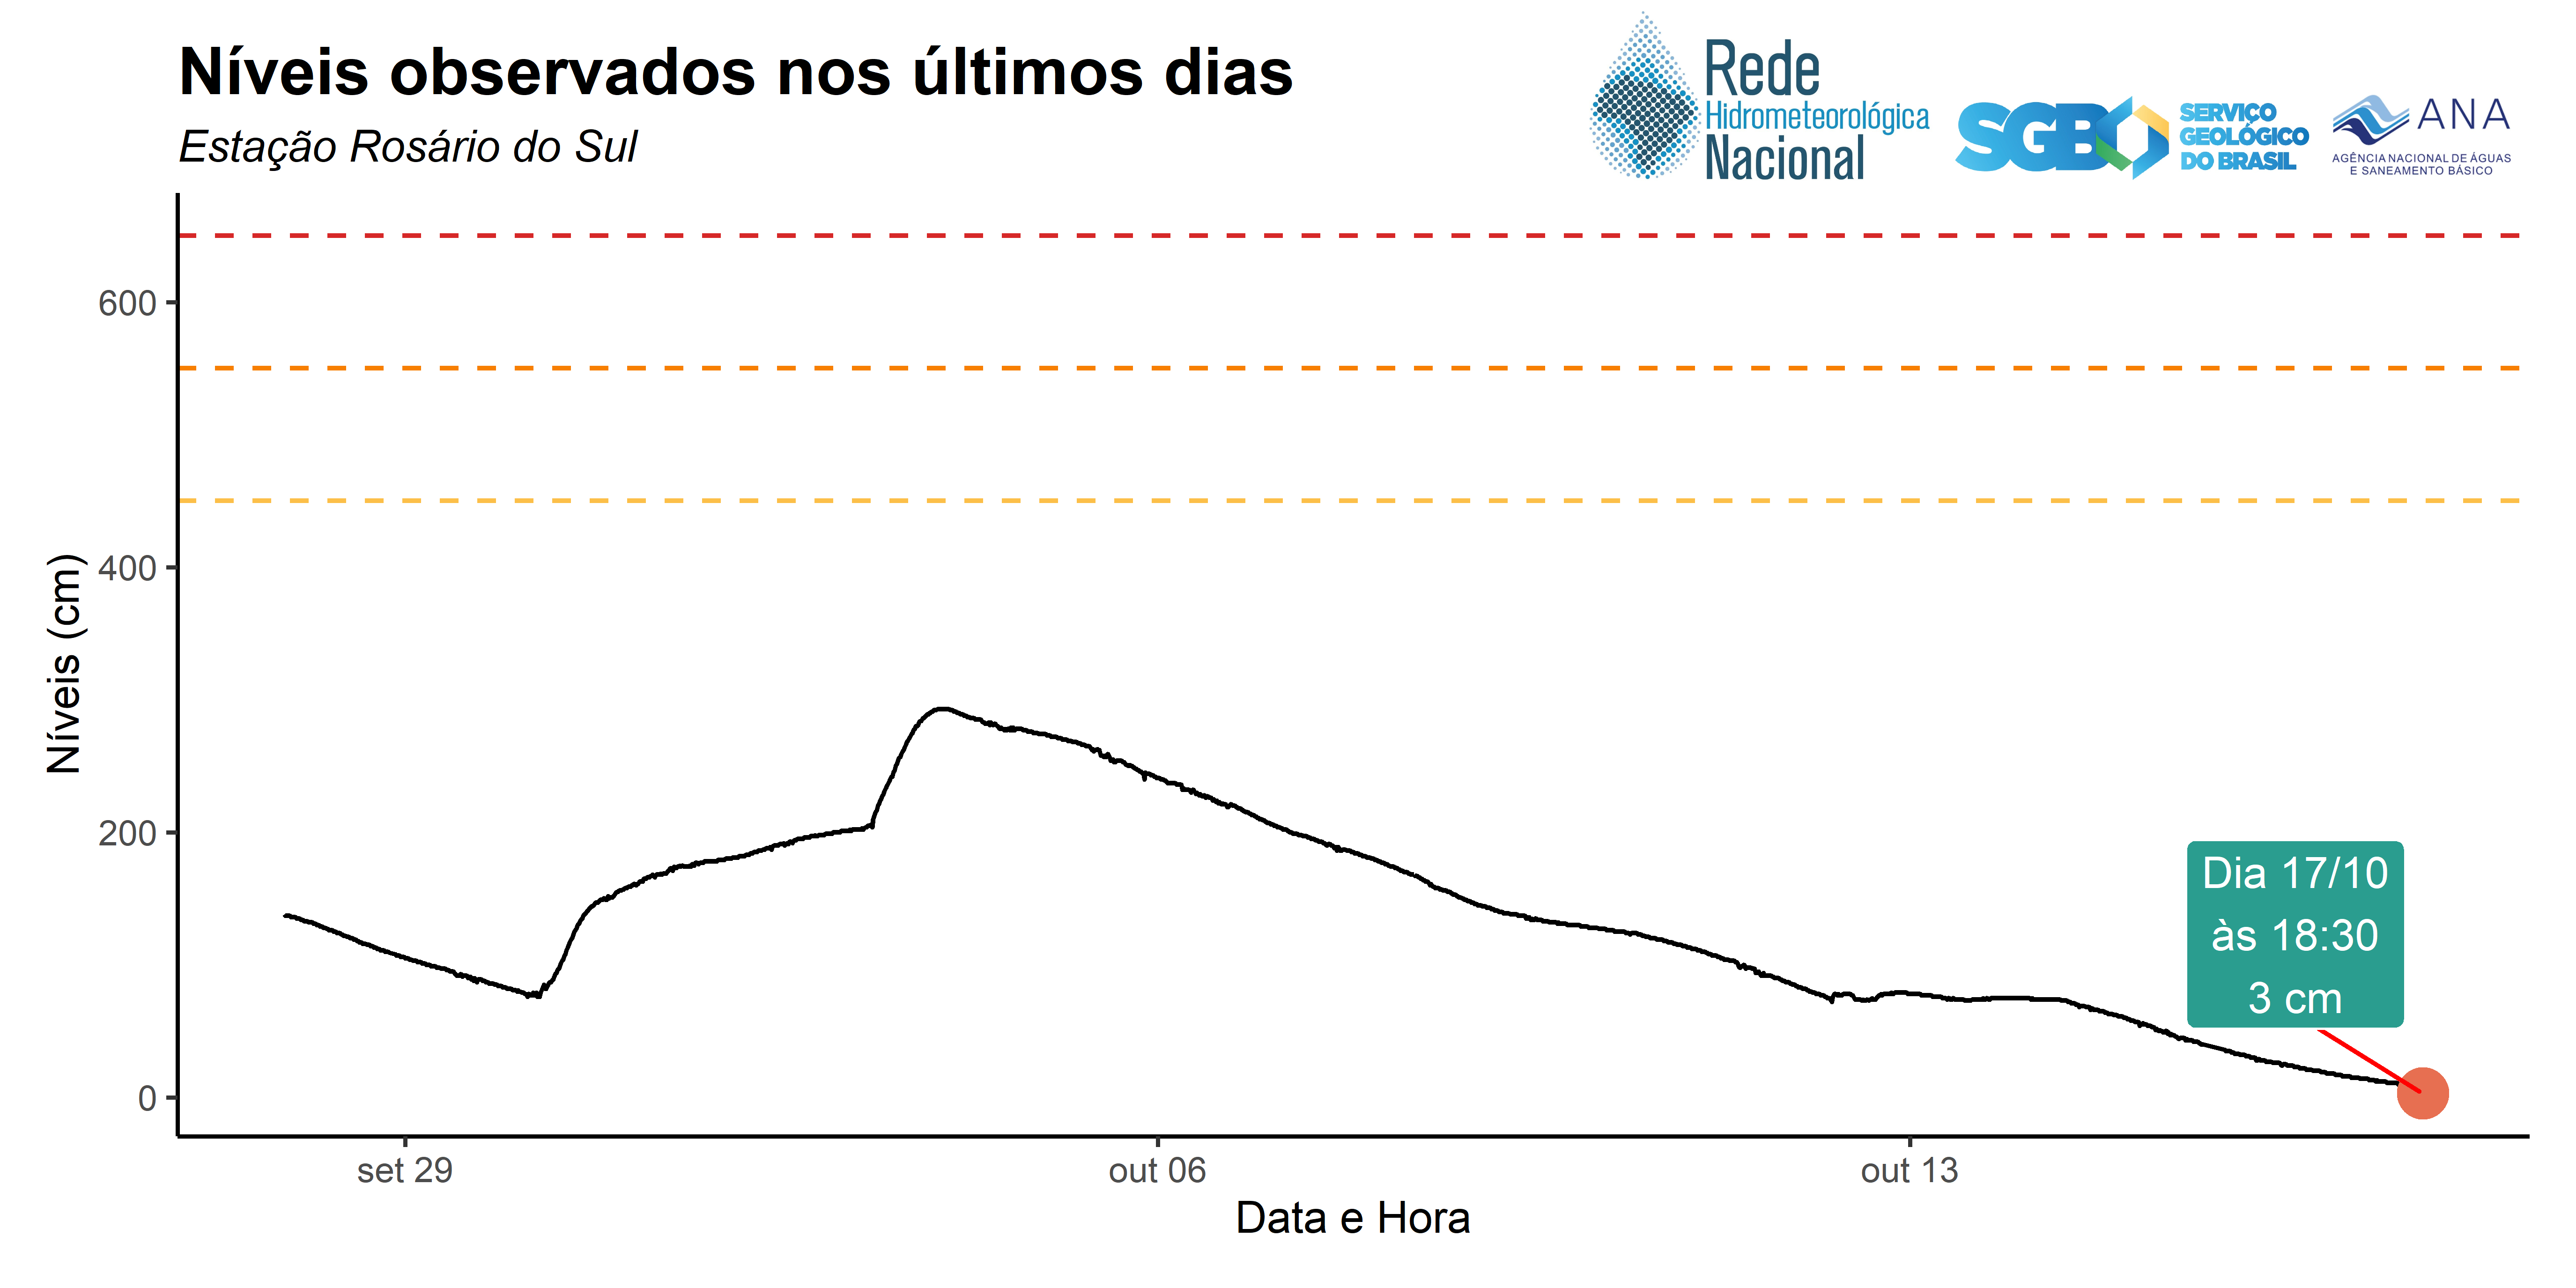 Níveis observados nos últimos dias
Estação Rosário do Sul
Rede
Hidrometeorológica
Nacional
SGB
SERVIÇO
GEOLÓGICO
DO BRASIL
ANA
AGÊNCIA NACIONAL DE ÁGUAS
E SANEAMENTO BÁSICO
Níveis (cm)
600
400
200
0
Dia 17/10
às 18:30
3 cm
set 29
out 06
out 13
Data e Hora